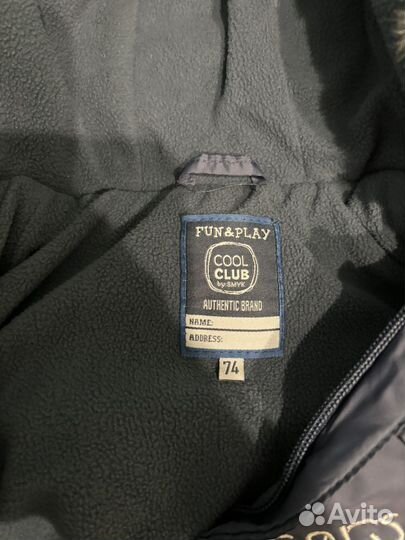 FUN&PLAY
COOL
CLUB
by SMYK
AUTHENTIC BRAND
NAME:
ADDRESS:
74
Avito